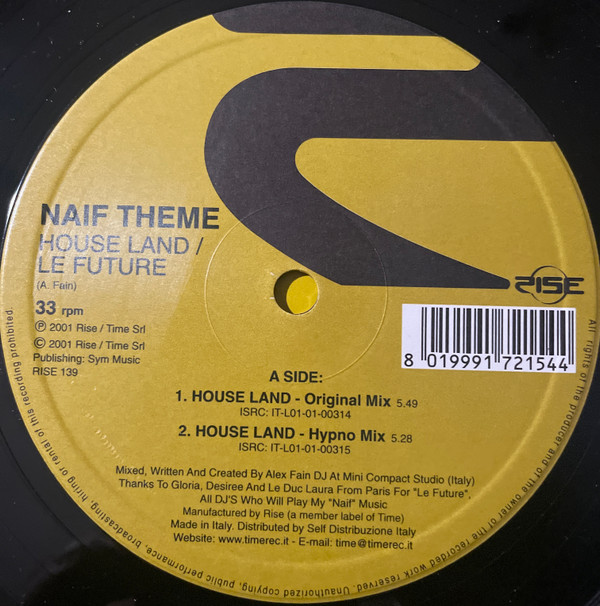 NAIF THEME
HOUSE LAND /
LE FUTURE
(A. Fain)
33 rpm
℗ 2001 Rise / Time Srl
© 2001 Rise / Time Srl
Publishing: Sym Music
RISE 139
RISE
8 019991 721544
A SIDE:
1. HOUSE LAND - Original Mix 5.49
ISRC: IT-L01-01-00314
2. HOUSE LAND - Hypno Mix 5.28
ISRC: IT-L01-01-00315
Mixed, Written And Created By Alex Fain DJ At Mini Compact Studio (Italy)
Thanks To Gloria, Desiree And Le Duc Laura From Paris For "Le Future",
All DJ'S Who Will Play My "Naif" Music
Manufactured by Rise (a member label of Time)
Made in Italy. Distributed by Self Distribuzione Italy
Website: www.timerec.it - E-mail: time@timerec.it
All rights of the producer and of the owner of the recorded work reserved. Unauthorized copying, public performance, broadcasting, hiring or rental of this recording prohibited.